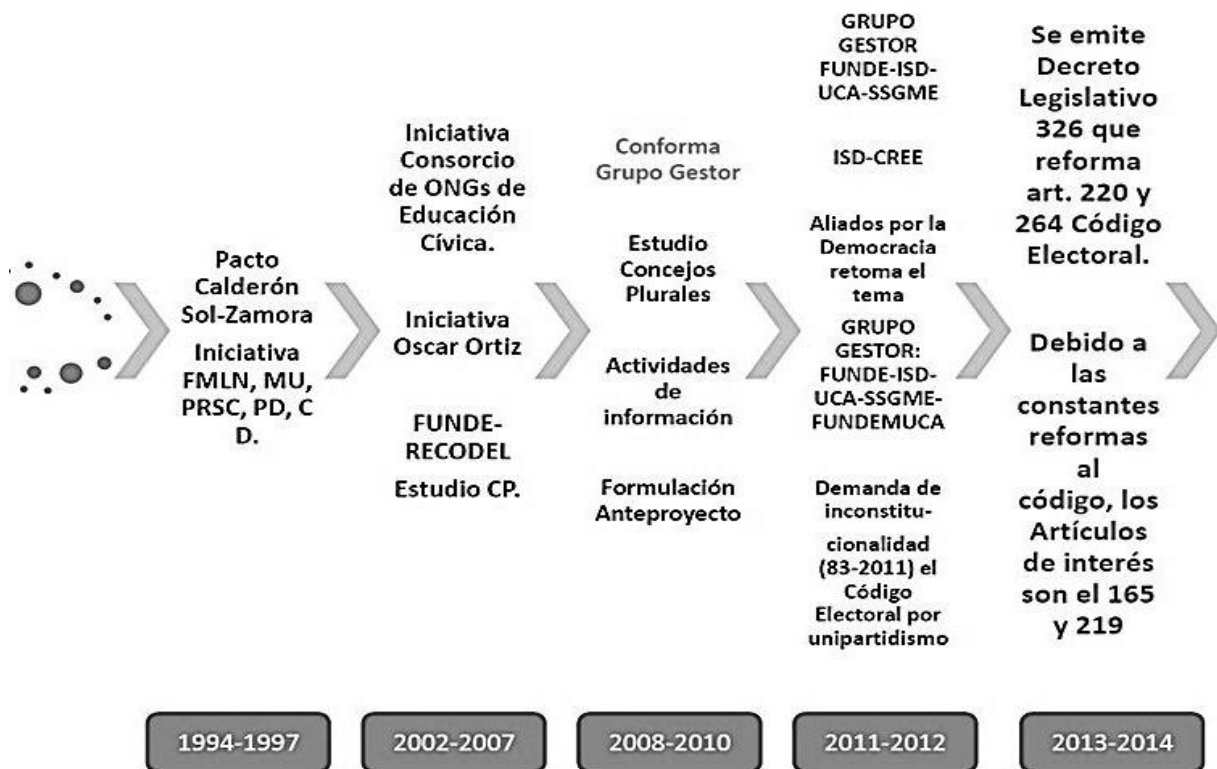 Pacto
Calderón
Sol-Zamora
Iniciativa
FMLN, MU,
PRSC, PD, C
D.
1994-1997
Iniciativa
Consorcio
de ONGs de
Educación
Cívica.
Iniciativa
Oscar Ortiz
FUNDE-
RECODEL
Estudio CP.
2002-2007
Conforma
Grupo Gestor
Estudio
Concejos
Plurales
Actividades
de
información
Formulación
Anteproyecto
2008-2010
GRUPO
GESTOR
FUNDE-ISD-
UCA-SSGME
ISD-CREE
Aliados por la
Democracia
retoma el
tema
GRUPO
GESTOR:
FUNDE-ISD-
UCA-SSGME-
FUNDEMUCA
Demanda de
inconstitu-
cionalidad
(83-2011) el
Código
Electoral por
unipartidismo
2011-2012
Se emite
Decreto
Legislativo
326 que
reforma
art. 220 y
264 Código
Electoral.
Debido a
las
constantes
reformas
al
código, los
Artículos
de interés
son el 165
y 219
2013-2014